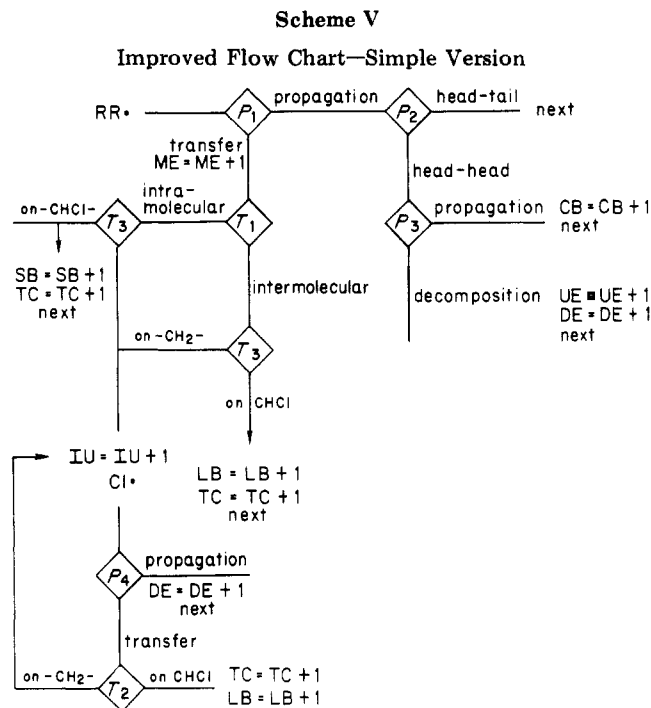 Scheme V
Improved Flow Chart—Simple Version
RR• P1 propagation P2 head-tail next
transfer
ME = ME + 1
head-head
on -CHCl- T3 intra-
molecular T1
P3 propagation CB = CB + 1
next
SB = SB + 1
TC = TC + 1
next
intermolecular
decomposition UE = UE + 1
DE = DE + 1
next
on -CH2- T3
on CHCl
IU = IU + 1
Cl•
LB = LB + 1
TC = TC + 1
next
P4 propagation
DE = DE + 1
next
transfer
on -CH2- T2 on CHCl TC = TC + 1
LB = LB + 1